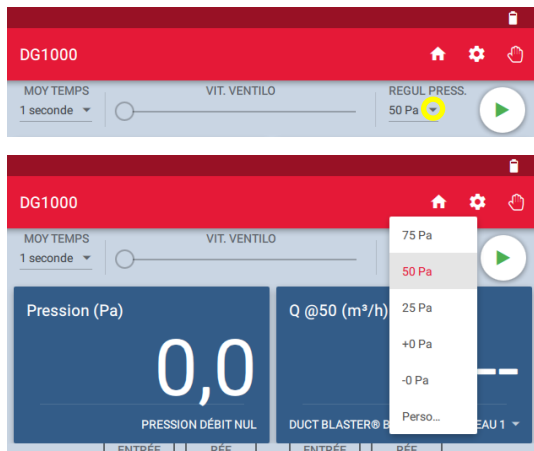 DG1000
MOY TEMPS VIT. VENTILO REGUL PRESS.
1 seconde 50 Pa
DG1000
MOY TEMPS VIT. VENTILO
1 seconde
75 Pa
50 Pa
25 Pa
+0 Pa
-0 Pa
Perso...
Pression (Pa) Q @50 (m³/h)
0,0 --
PRESSION DÉBIT NUL DUCT BLASTER® B EAU 1
ENTRÉE RÉF ENTRÉE RÉF